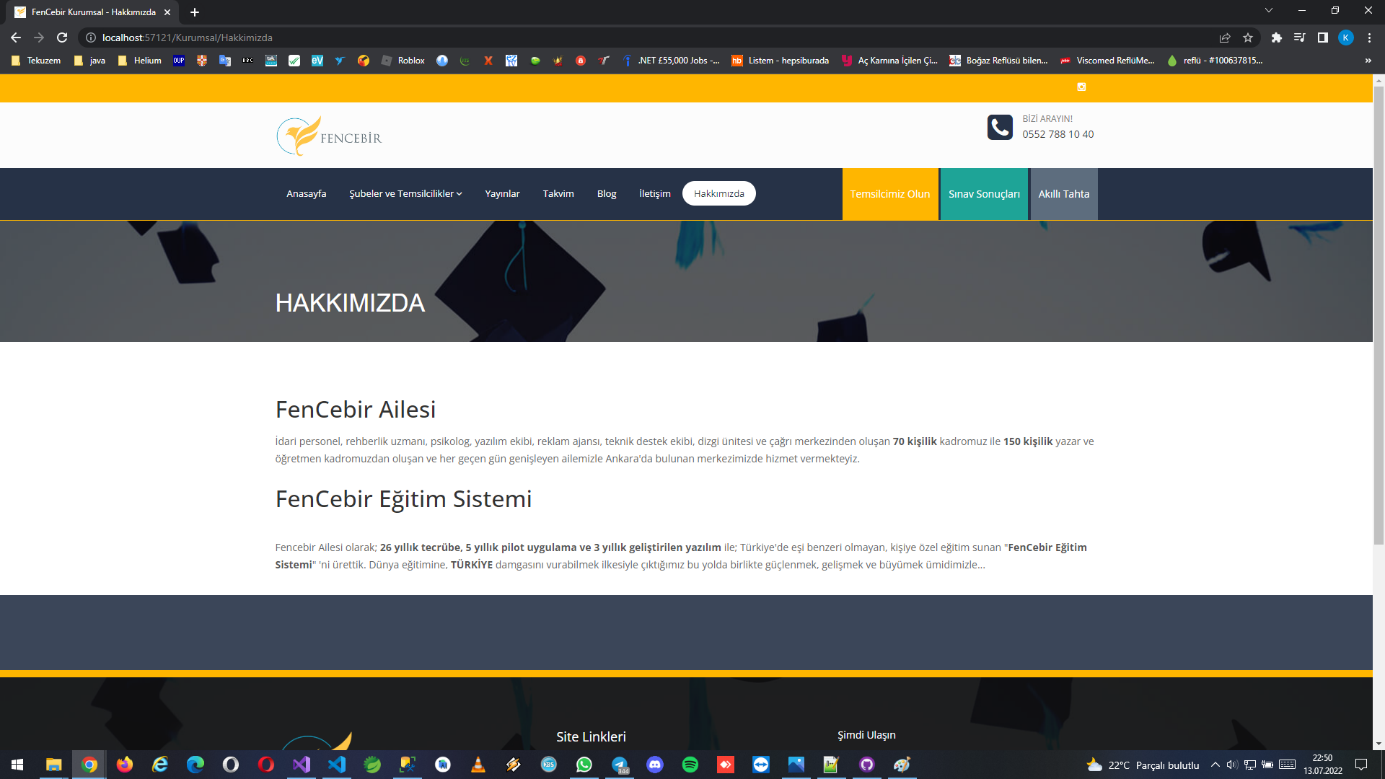 FenCebir Kurumsal - Hakkımızda
localhost:57121/Kurumsal/Hakkimizda
K
Tekuzem
java
Helium
OUP
BBC
Roblox
.NET £55,000 Jobs -...
hb Listem - hepsiburada
Aç Karnına İçilen Çi...
Boğaz Reflüsü bilen...
Viscomed RefluMe...
reflü - #100637815...
FENCEBİR
BİZİ ARAYIN!
0552 788 10 40
Anasayfa
Şubeler ve Temsilcilikler
Yayınlar
Takvim
Blog
İletişim
Hakkımızda
Temsilcimiz Olun
Sınav Sonuçları
Akıllı Tahta
HAKKIMIZDA
FenCebir Ailesi
İdari personel, rehberlik uzmanı, psikolog, yazılım ekibi, reklam ajansı, teknik destek ekibi, dizgi ünitesi ve çağrı merkezinden oluşan 70 kişilik kadromuz ile 150 kişilik yazar ve
öğretmen kadromuzdan oluşan ve her geçen gün genişleyen ailemizle Ankara'da bulunan merkezimizde hizmet vermekteyiz.
FenCebir Eğitim Sistemi
Fencebir Ailesi olarak; 26 yıllık tecrübe, 5 yıllık pilot uygulama ve 3 yıllık geliştirilen yazılım ile; Türkiye'de eşi benzeri olmayan, kişiye özel eğitim sunan "FenCebir Eğitim
Sistemi" 'ni ürettik. Dünya eğitimine, TÜRKİYE damgasını vurabilmek ilkesiyle çıktığımız bu yolda birlikte güçlenmek, gelişmek ve büyümek ümidimizle...
Site Linkleri
Şimdi Ulaşın
22°C Parçalı bulutlu
22:50
13.07.2022